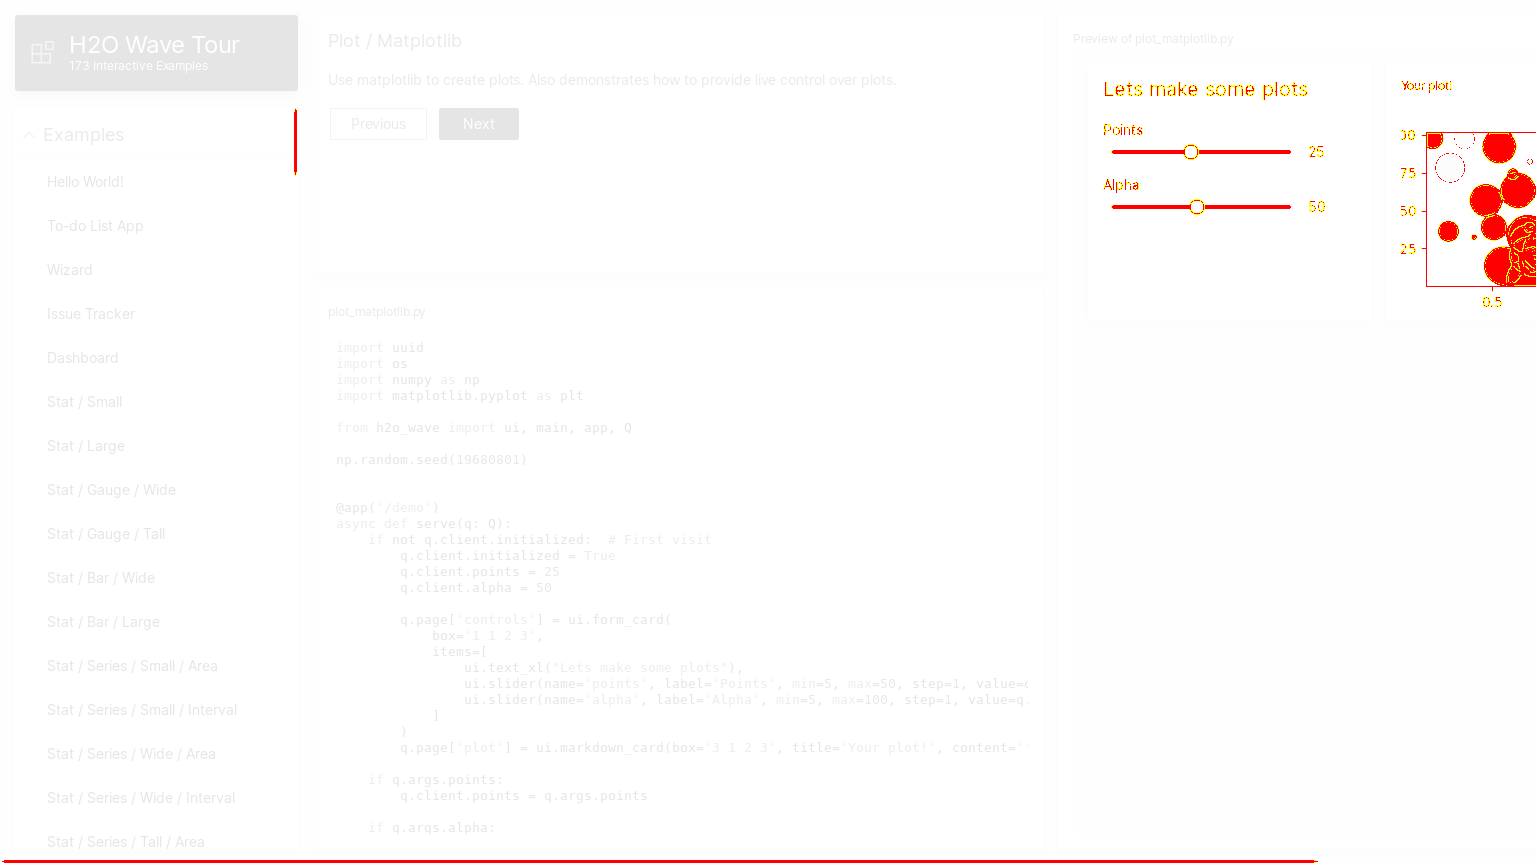 H2O Wave Tour
173 Interactive Examples
Examples
Hello World!
To-do List App
Wizard
Issue Tracker
Dashboard
Stat / Small
Stat / Large
Stat / Gauge / Wide
Stat / Gauge / Tall
Stat / Bar / Wide
Stat / Bar / Large
Stat / Series / Small / Area
Stat / Series / Small / Interval
Stat / Series / Wide / Area
Stat / Series / Wide / Interval
Stat / Series / Tall / Area
Plot / Matplotlib
Use matplotlib to create plots. Also demonstrates how to provide live control over plots.
Previous Next
plot_matplotlib.py
import uuid
import os
import numpy as np
import matplotlib.pyplot as plt
from h2o_wave import ui, main, app, Q
np.random.seed(19680801)
@app('/demo')
async def serve(q: Q):
if not q.client.initialized:  # First visit
q.client.initialized = True
q.client.points = 25
q.client.alpha = 50
q.page['controls'] = ui.form_card(
box='1 1 2 3',
items=[
ui.text_xl("Lets make some plots"),
ui.slider(name='points', label='Points', min=5, max=50, step=1, value=q
ui.slider(name='alpha', label='Alpha', min=5, max=100, step=1, value=q.
]
)
q.page['plot'] = ui.markdown_card(box='3 1 2 3', title='Your plot!', content=''
if q.args.points:
q.client.points = q.args.points
if q.args.alpha:
Preview of plot_matplotlib.py
Lets make some plots
Points
25
Alpha
50
Your plot!
75
50
25
0.5